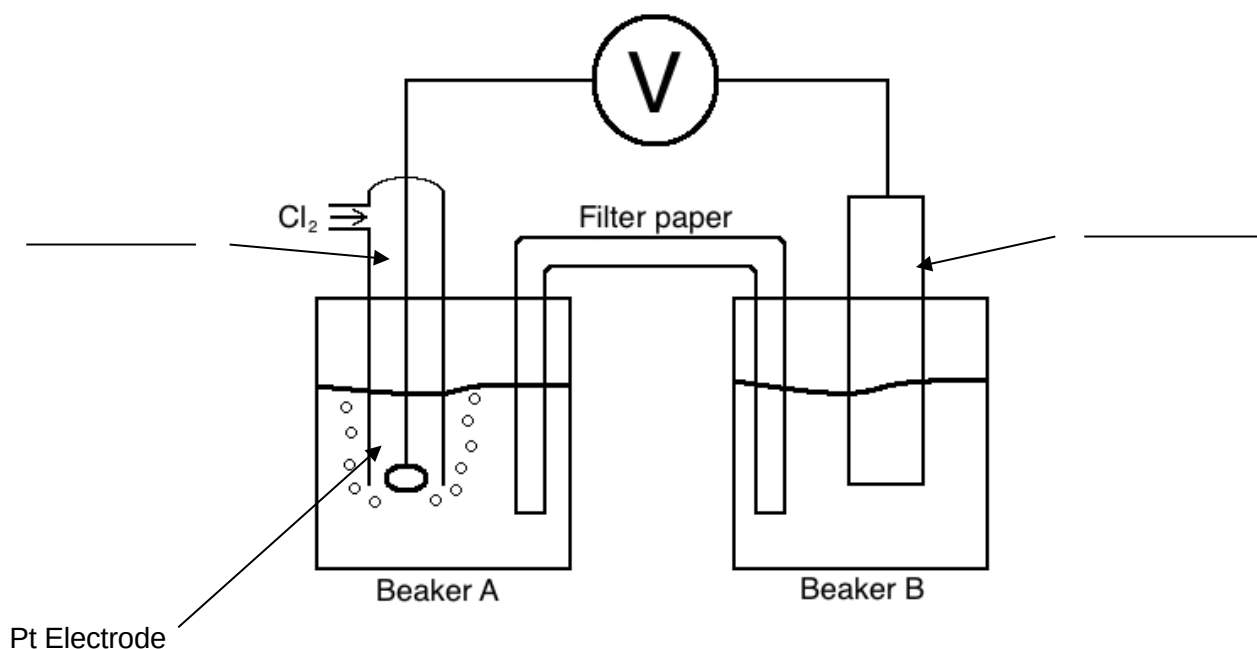 V
Cl₂
Filter paper
Beaker A
Beaker B
Pt Electrode